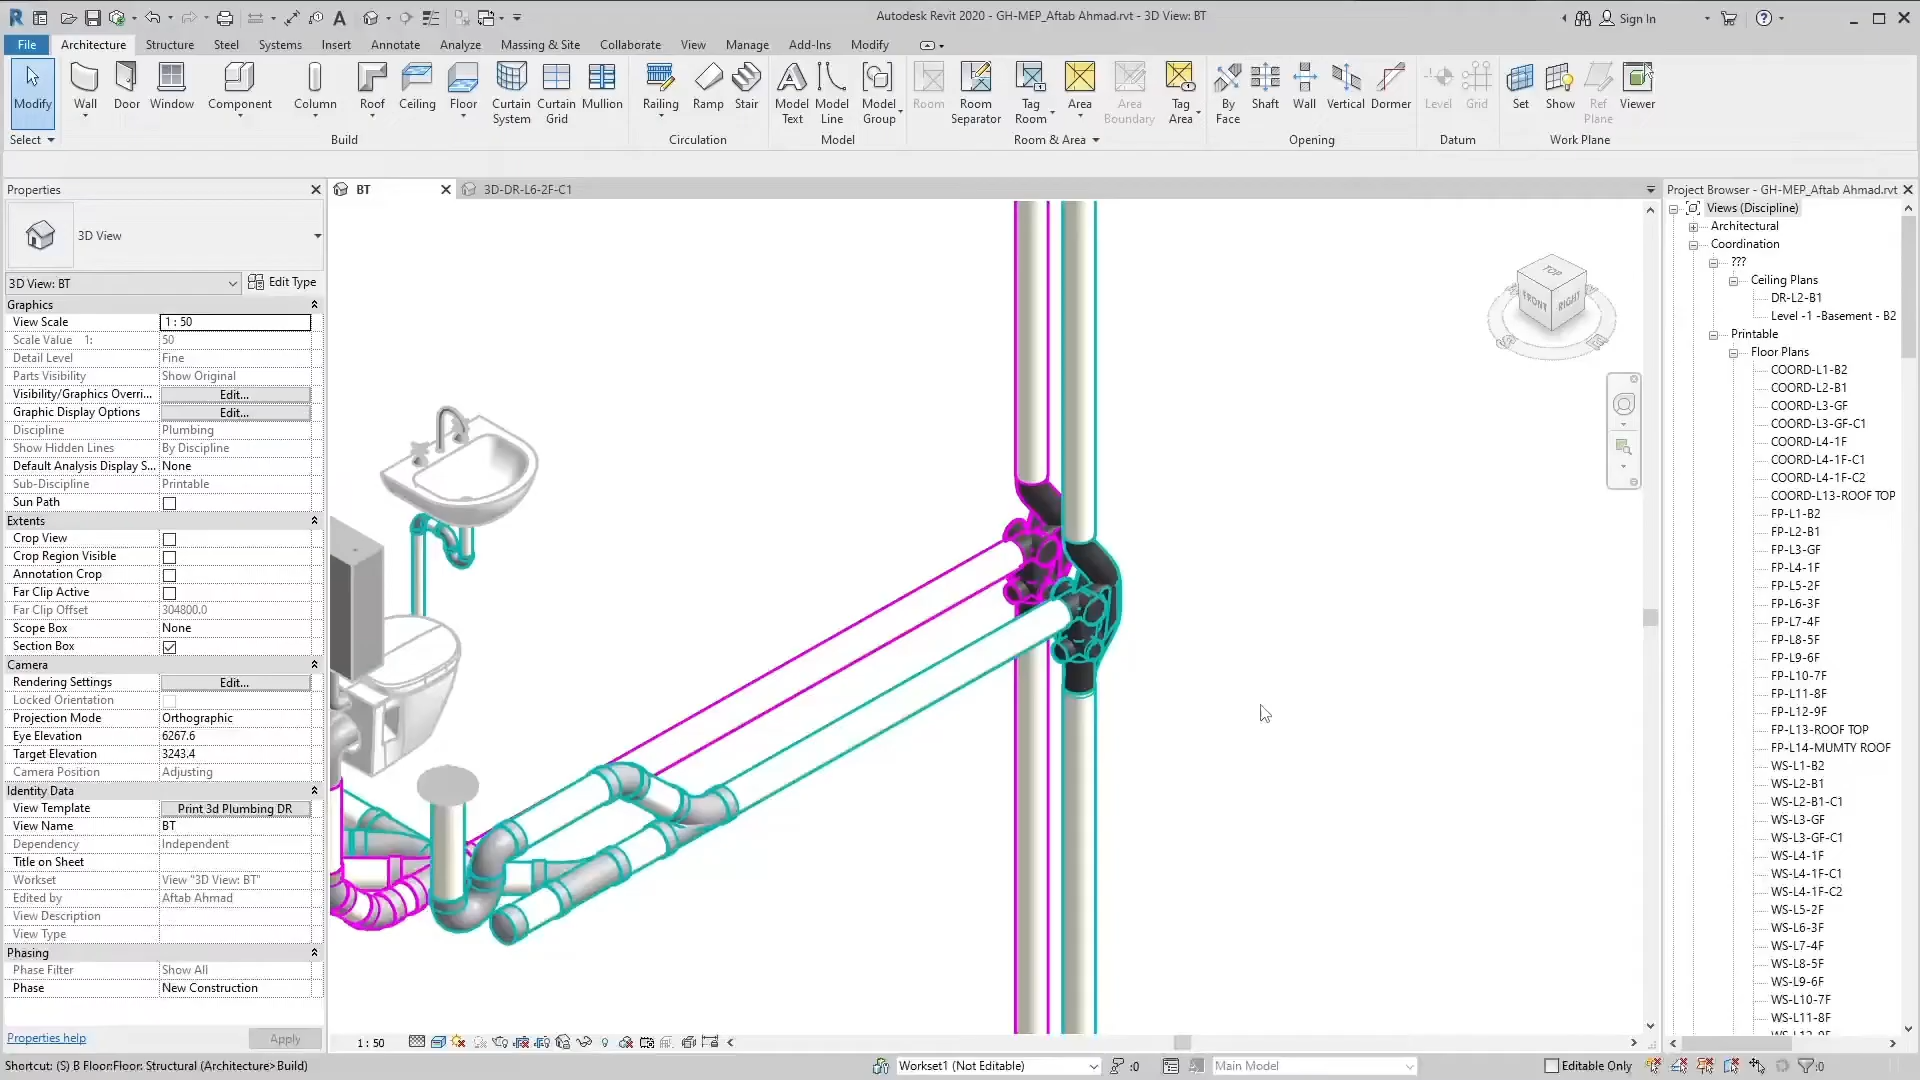 Autodesk Revit 2020 - GH-MEP_Aftab Ahmad.rvt - 3D View: BT
Sign In
File Architecture Structure Steel Systems Insert Annotate Analyze Massing & Site Collaborate View Manage Add-Ins Modify
Modify
Wall
Door
Window
Component
Column
Roof
Ceiling
Floor
Curtain System
Curtain Grid
Mullion
Railing
Ramp
Stair
Model Text
Model Line
Model Group
Room
Room Separator
Tag Room
Area
Area Boundary
Tag Area
By Face
Shaft
Wall
Vertical
Dormer
Level
Grid
Set
Show
Ref Plane
Viewer
Select
Build
Circulation
Model
Room & Area
Opening
Datum
Work Plane
Properties
3D View
3D View: BT
Edit Type
Graphics
View Scale 1 : 50
Scale Value 1: 50
Detail Level Fine
Parts Visibility Show Original
Visibility/Graphics Overri... Edit...
Graphic Display Options Edit...
Discipline Plumbing
Show Hidden Lines By Discipline
Default Analysis Display S... None
Sub-Discipline Printable
Sun Path
Extents
Crop View
Crop Region Visible
Annotation Crop
Far Clip Active
Far Clip Offset 304800.0
Scope Box None
Section Box
Camera
Rendering Settings Edit...
Locked Orientation
Projection Mode Orthographic
Eye Elevation 6267.6
Target Elevation 3243.4
Camera Position Adjusting
Identity Data
View Template Print 3d Plumbing DR
View Name BT
Dependency Independent
Title on Sheet
Workset View "3D View: BT"
Edited by Aftab Ahmad
View Description
View Type
Phasing
Phase Filter Show All
Phase New Construction
Properties help
Apply
BT
3D-DR-L6-2F-C1
TOP
FRONT
RIGHT
1 : 50
Project Browser - GH-MEP_Aftab Ahmad.rvt
Views (Discipline)
Architectural
Coordination
???
Ceiling Plans
DR-L2-B1
Level -1 -Basement - B2
Printable
Floor Plans
COORD-L1-B2
COORD-L2-B1
COORD-L3-GF
COORD-L3-GF-C1
COORD-L4-1F
COORD-L4-1F-C1
COORD-L4-1F-C2
COORD-L13-ROOF TOP
FP-L1-B2
FP-L2-B1
FP-L3-GF
FP-L4-1F
FP-L5-2F
FP-L6-3F
FP-L7-4F
FP-L8-5F
FP-L9-6F
FP-L10-7F
FP-L11-8F
FP-L12-9F
FP-L13-ROOF TOP
FP-L14-MUMTY ROOF
WS-L1-B2
WS-L2-B1
WS-L2-B1-C1
WS-L3-GF
WS-L3-GF-C1
WS-L4-1F
WS-L4-1F-C1
WS-L4-1F-C2
WS-L5-2F
WS-L6-3F
WS-L7-4F
WS-L8-5F
WS-L9-6F
WS-L10-7F
WS-L11-8F
Shortcut: (S) B Floor:Floor: Structural (Architecture>Build)
Workset1 (Not Editable)
:0
Main Model
Editable Only
:0